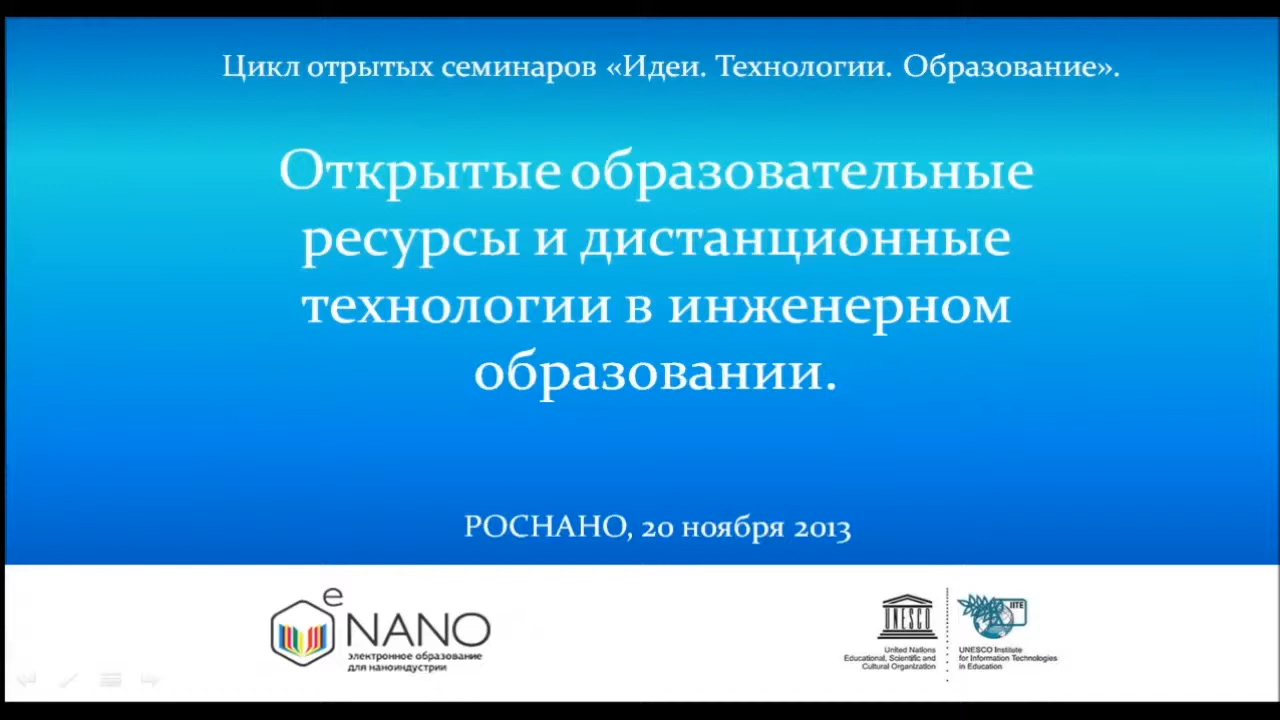 Цикл отрытых семинаров «Идеи. Технологии. Образование».
Открытые образовательные
ресурсы и дистанционные
технологии в инженерном
образовании.
РОСНАНО, 20 ноября 2013
e
NANO
электронное образование
для наноиндустрии
UNESCO
United Nations
Educational, Scientific and
Cultural Organization
IITE
UNESCO Institute
for Information Technologies
in Education